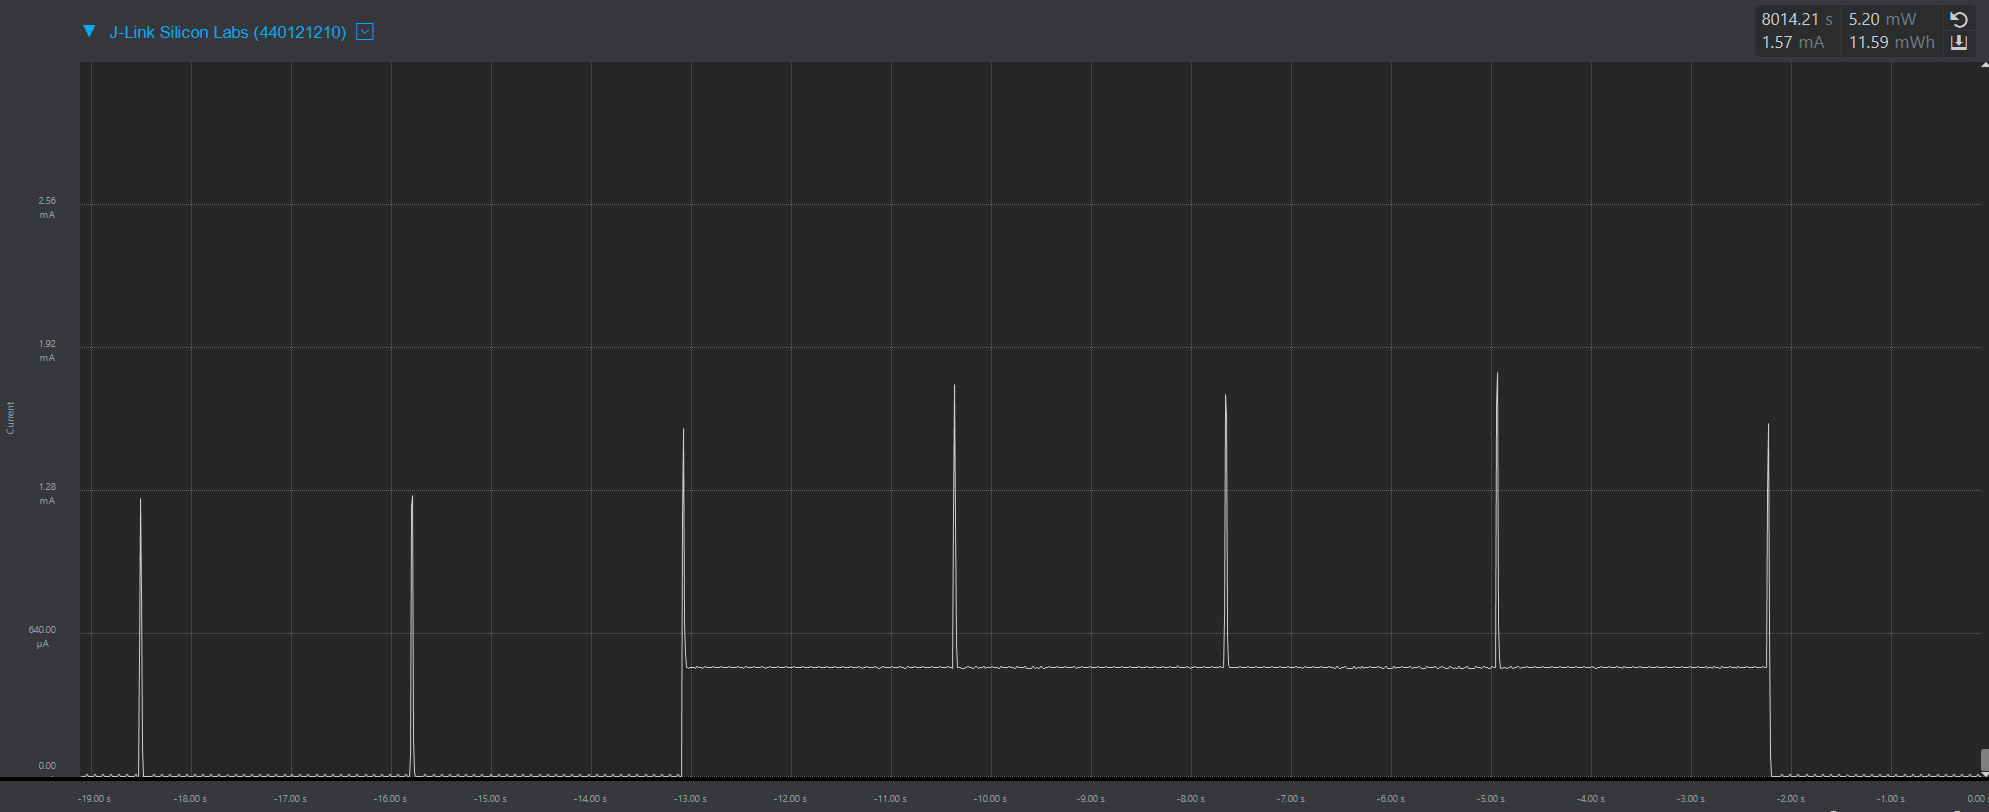 J-Link Silicon Labs (440121210)
8014.21 s 5.20 mW
1.57 mA 11.59 mWh
2.56
mA
1.92
mA
Current
1.28
mA
640.00
µA
0.00
-19.00 s -18.00 s -17.00 s -16.00 s -15.00 s -14.00 s -13.00 s -12.00 s -11.00 s -10.00 s -9.00 s -8.00 s -7.00 s -6.00 s -5.00 s -4.00 s -3.00 s -2.00 s -1.00 s 0.00